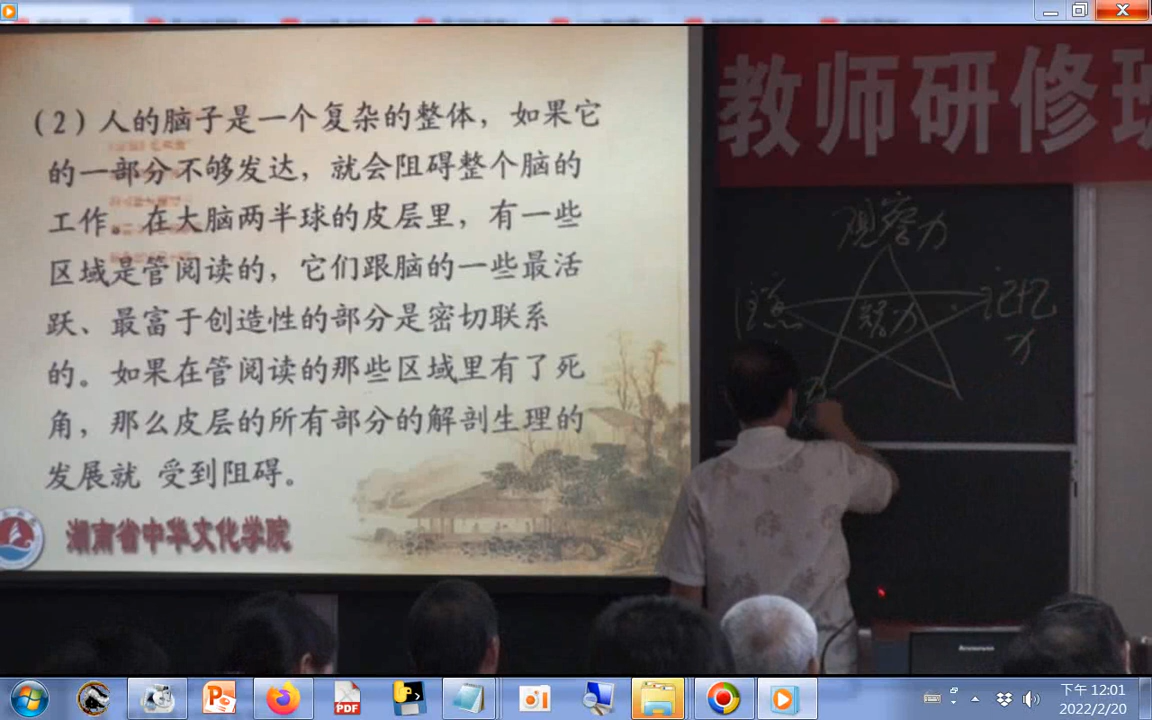 教师研修班
（2）人的脑子是一个复杂的整体，如果它
的一部分不够发达，就会阻碍整个脑的
工作。在大脑两半球的皮层里，有一些
区域是管阅读的，它们跟脑的一些最活
跃、最富于创造性的部分是密切联系
的。如果在管阅读的那些区域里有了死
角，那么皮层的所有部分的解剖生理的
发展就 受到阻碍。
湖南省中华文化学院
观察力
注意
智力
记忆
力
下午 12:01
2022/2/20